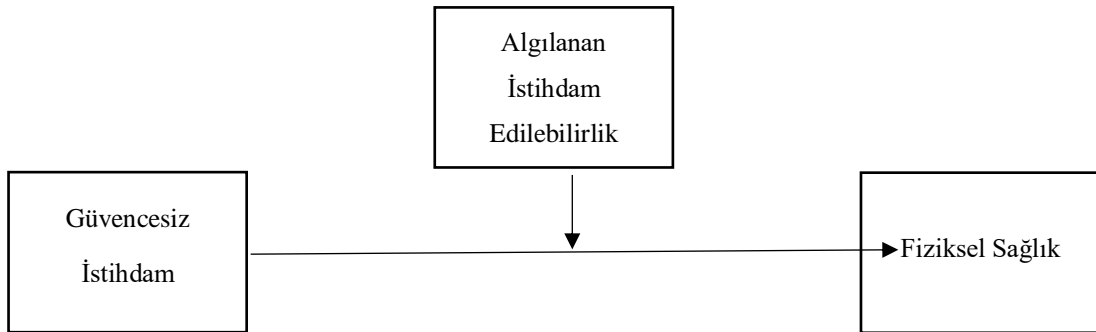 Algılanan
İstihdam
Edilebilirlik
Güvencesiz
İstihdam
Fiziksel Sağlık